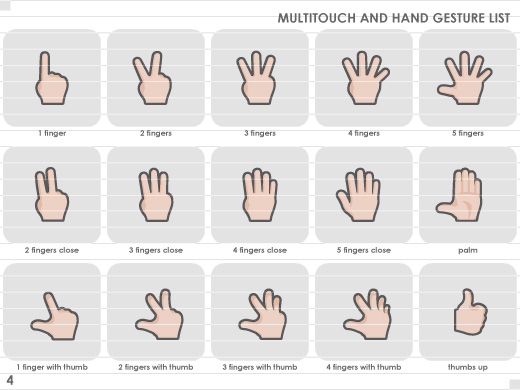 MULTITOUCH AND HAND GESTURE LIST
1 finger
2 fingers
3 fingers
4 fingers
5 fingers
2 fingers close
3 fingers close
4 fingers close
5 fingers close
palm
1 finger with thumb
2 fingers with thumb
3 fingers with thumb
4 fingers with thumb
thumbs up
4